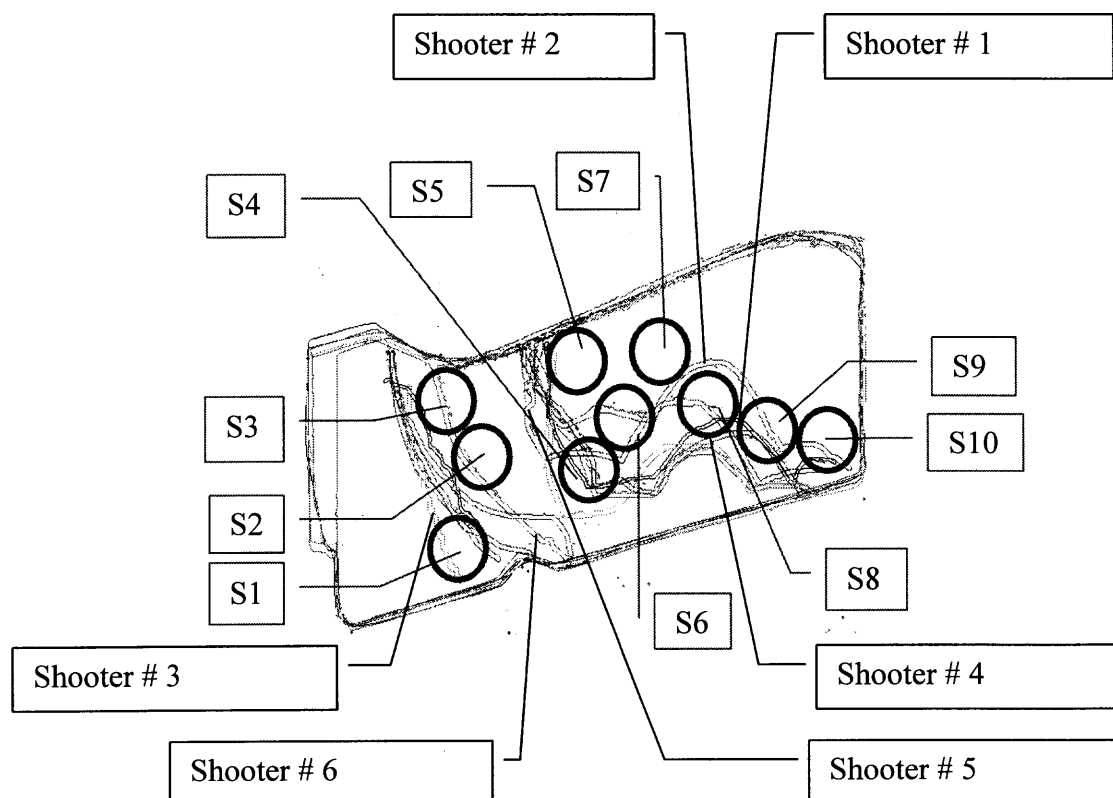 Shooter # 2
Shooter # 1
S7
S5
S4
S9
S3
S10
S2
S8
S1
S6
Shooter # 3
Shooter # 4
Shooter # 6
Shooter # 5